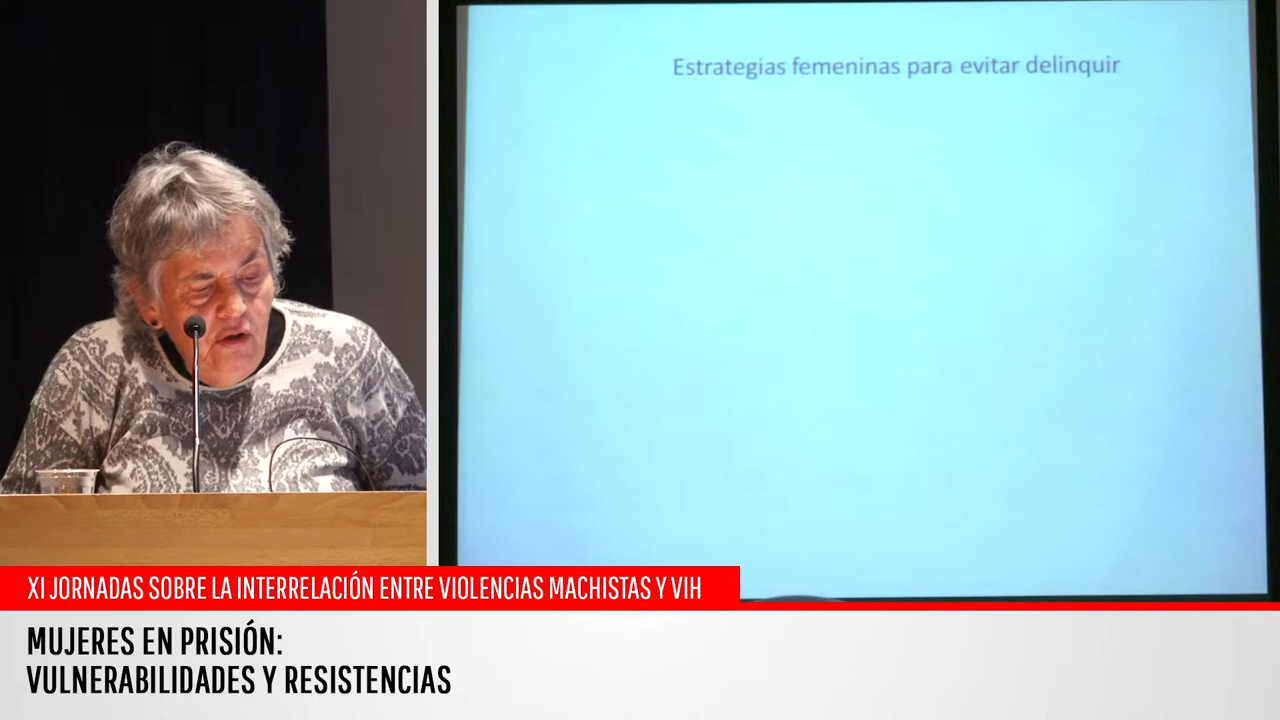 Estrategias femeninas para evitar delinquir
XI JORNADAS SOBRE LA INTERRELACIÓN ENTRE VIOLENCIAS MACHISTAS Y VIH
MUJERES EN PRISIÓN:
VULNERABILIDADES Y RESISTENCIAS